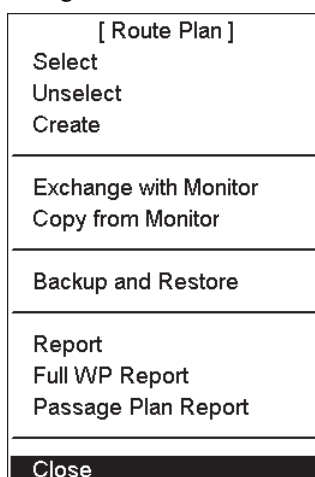 [ Route Plan ]
Select
Unselect
Create
Exchange with Monitor
Copy from Monitor
Backup and Restore
Report
Full WP Report
Passage Plan Report
Close